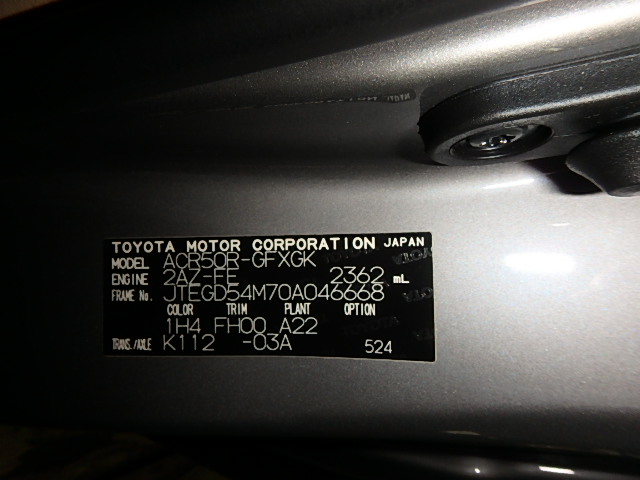 TOYOTA MOTOR CORPORATION JAPAN
MODEL ACR50R-GFXGK
ENGINE 2AZ-FE 2362 mL
FRAME No. JTEGD54M70A046668
COLOR TRIM PLANT OPTION
1H4 FH00 A22
TRANS./AXLE K112 -03A 524